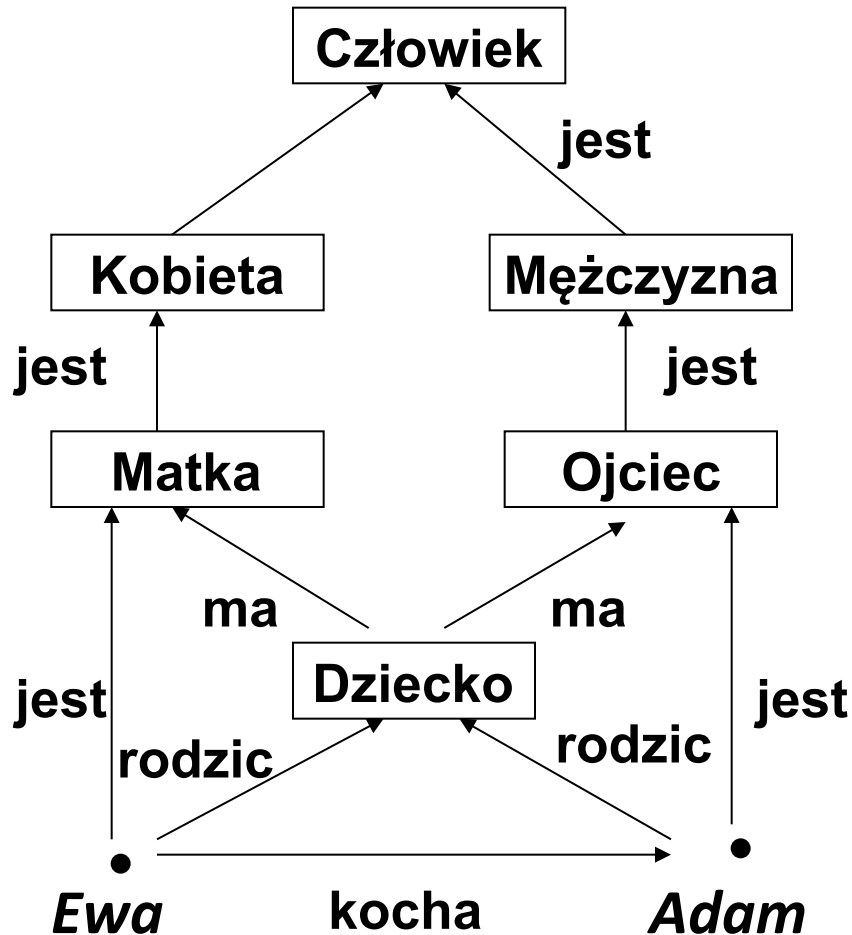 Człowiek
jest
Kobieta
Mężczyzna
jest
jest
Matka
Ojciec
ma
ma
Dziecko
jest
jest
rodzic
rodzic
Ewa
kocha
Adam